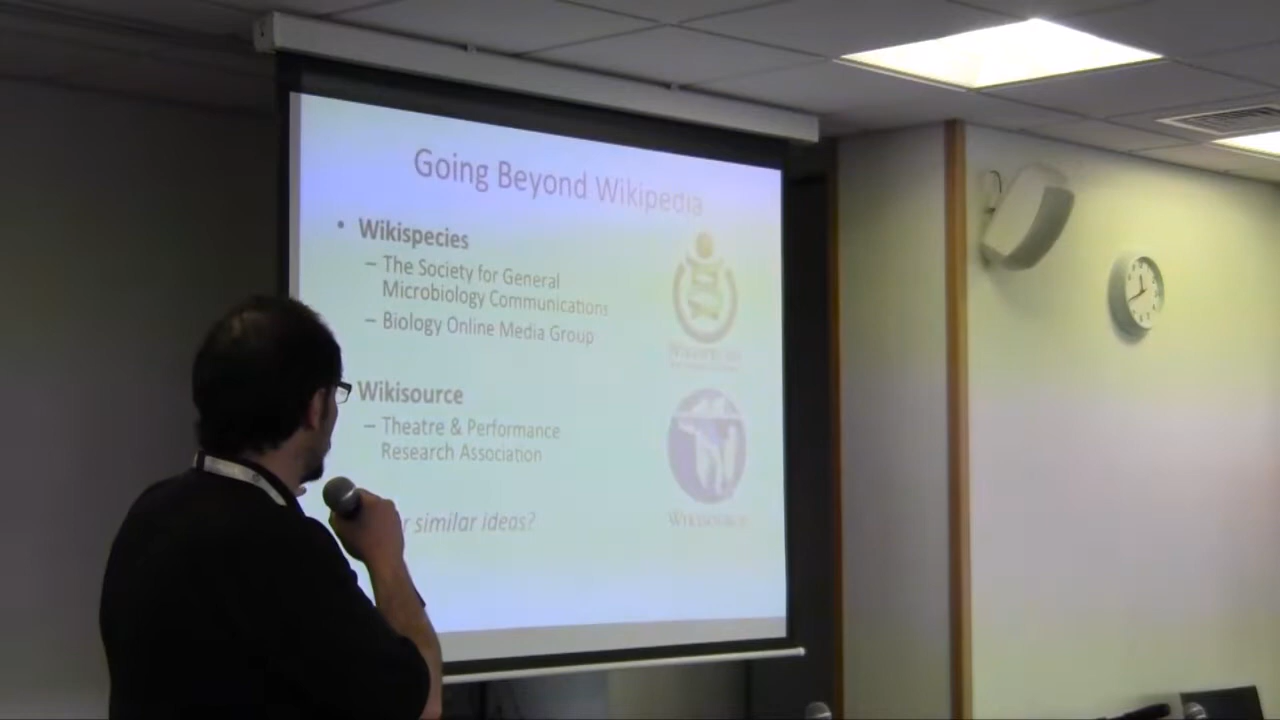 Going Beyond Wikipedia
• Wikispecies
– The Society for General
Microbiology Communications
– Biology Online Media Group
Wikisource
– Theatre & Performance
Research Association
similar ideas?
WIKISPECIES
WIKISOURCE